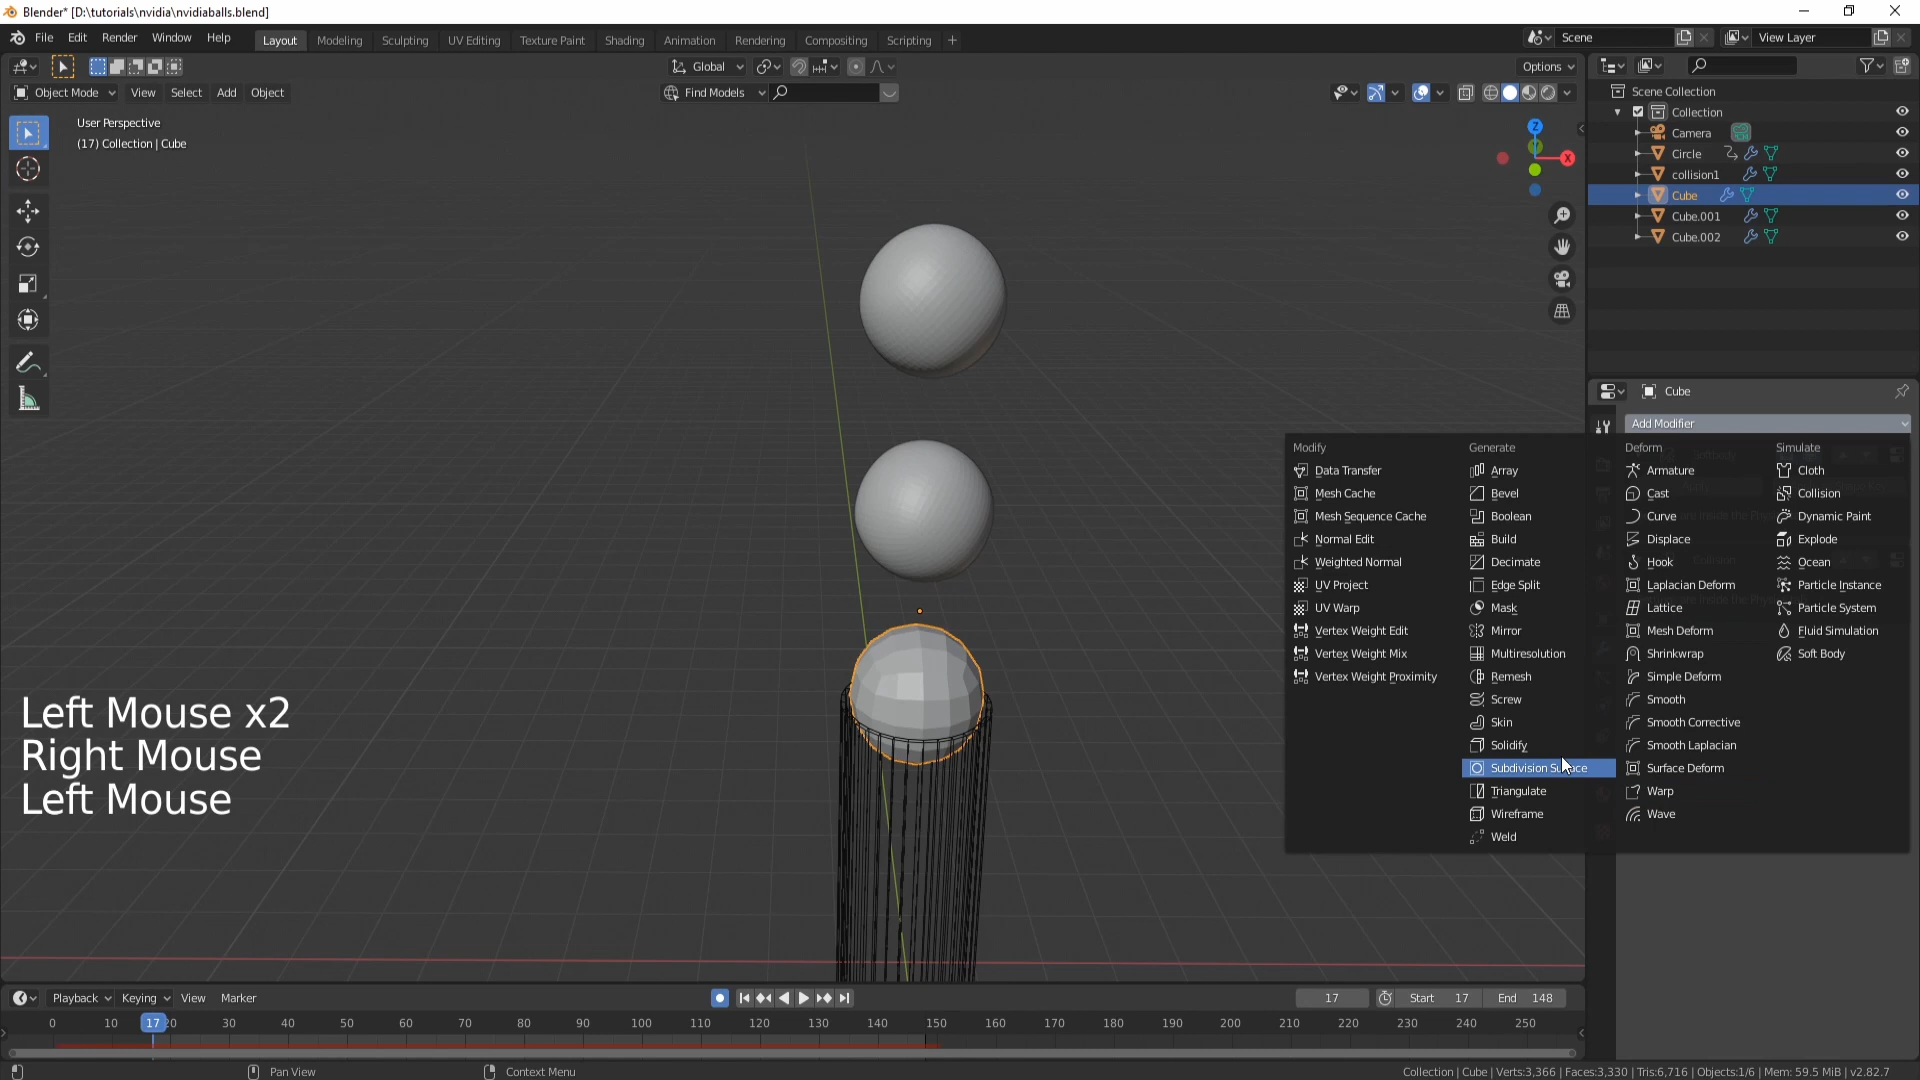 Blender* [D:\tutorials\nvidia\nvidiaballs.blend]
File Edit Render Window Help
Layout Modeling Sculpting UV Editing Texture Paint Shading Animation Rendering Compositing Scripting +
Scene View Layer
Global Options
Object Mode View Select Add Object Find Models
User Perspective
(17) Collection | Cube
Z
Y
X
Scene Collection
Collection
Camera
Circle
collision1
Cube
Cube.001
Cube.002
Cube
Add Modifier
Modify
Data Transfer
Mesh Cache
Mesh Sequence Cache
Normal Edit
Weighted Normal
UV Project
UV Warp
Vertex Weight Edit
Vertex Weight Mix
Vertex Weight Proximity
Generate
Array
Bevel
Boolean
Build
Decimate
Edge Split
Mask
Mirror
Multiresolution
Remesh
Screw
Skin
Solidify
Subdivision Surface
Triangulate
Wireframe
Weld
Deform
Armature
Cast
Curve
Displace
Hook
Laplacian Deform
Lattice
Mesh Deform
Shrinkwrap
Simple Deform
Smooth
Smooth Corrective
Smooth Laplacian
Surface Deform
Warp
Wave
Simulate
Cloth
Collision
Dynamic Paint
Explode
Ocean
Particle Instance
Particle System
Fluid Simulation
Soft Body
Left Mouse x2
Right Mouse
Left Mouse
Playback Keying View Marker 17 Start 17 End 148
0 10 17 20 30 40 50 60 70 80 90 100 110 120 130 140 150 160 170 180 190 200 210 220 230 240 250
Pan View Context Menu Collection | Cube | Verts:3,366 | Faces:3,330 | Tris:6,716 | Objects:1/6 | Mem: 59.5 MiB | v2.82.7